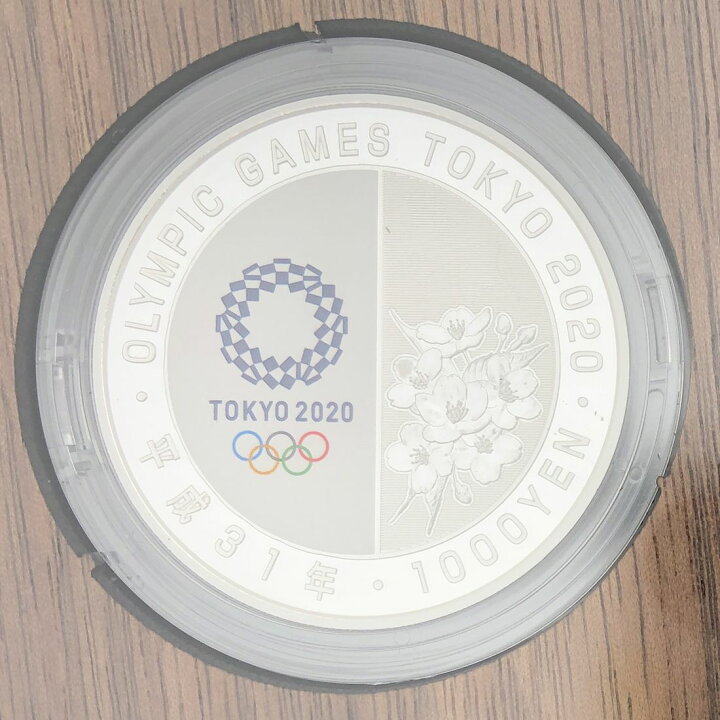 OLYMPIC GAMES TOKYO 2020
TOKYO 2020
平成31年・1000YEN